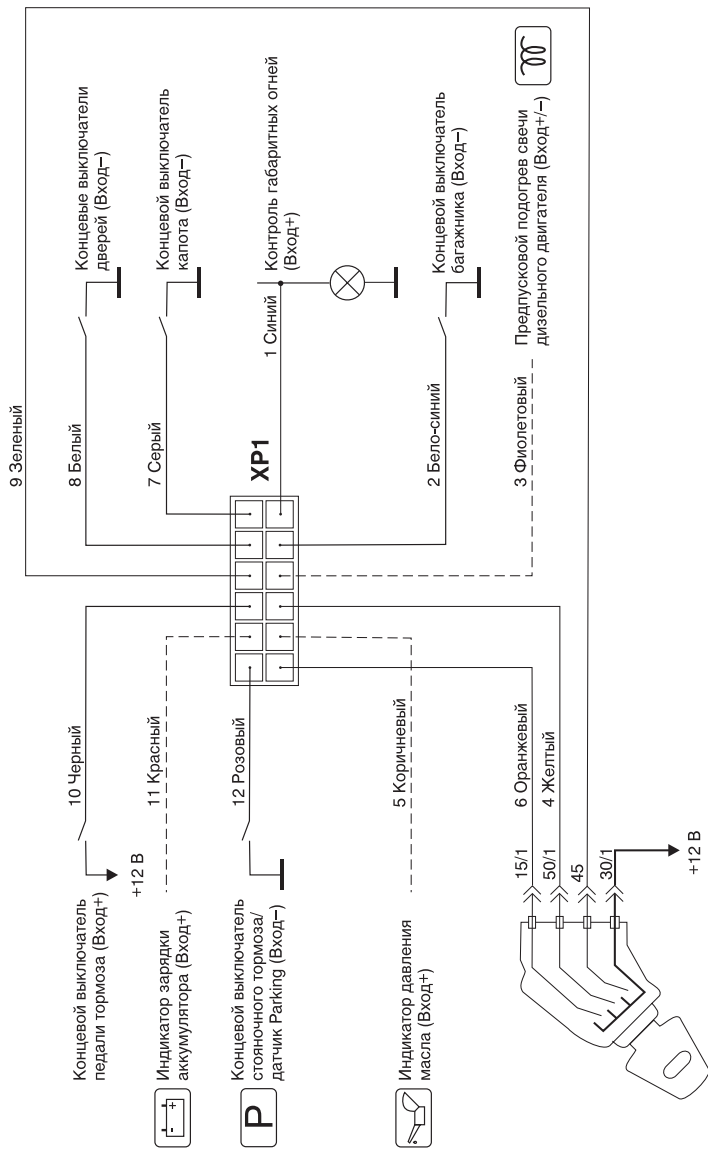 Концевой выключатель
педали тормоза (Вход+)
+12 В
10 Черный
9 Зеленый
8 Белый
Концевые выключатели
дверей (Вход–)
Индикатор зарядки
аккумулятора (Вход+)
11 Красный
7 Серый
Концевой выключатель
капота (Вход–)
P
Концевой выключатель
стояночного тормоза/
датчик Parking (Вход–)
12 Розовый
XP1
1 Синий
Контроль габаритных огней
(Вход+)
Индикатор давления
масла (Вход+)
5 Коричневый
2 Бело-синий
Концевой выключатель
багажника (Вход–)
15/1
6 Оранжевый
3 Фиолетовый
Предпусковой подогрев свечи
дизельного двигателя (Вход+/–)
50/1
4 Желтый
45
30/1
+12 В